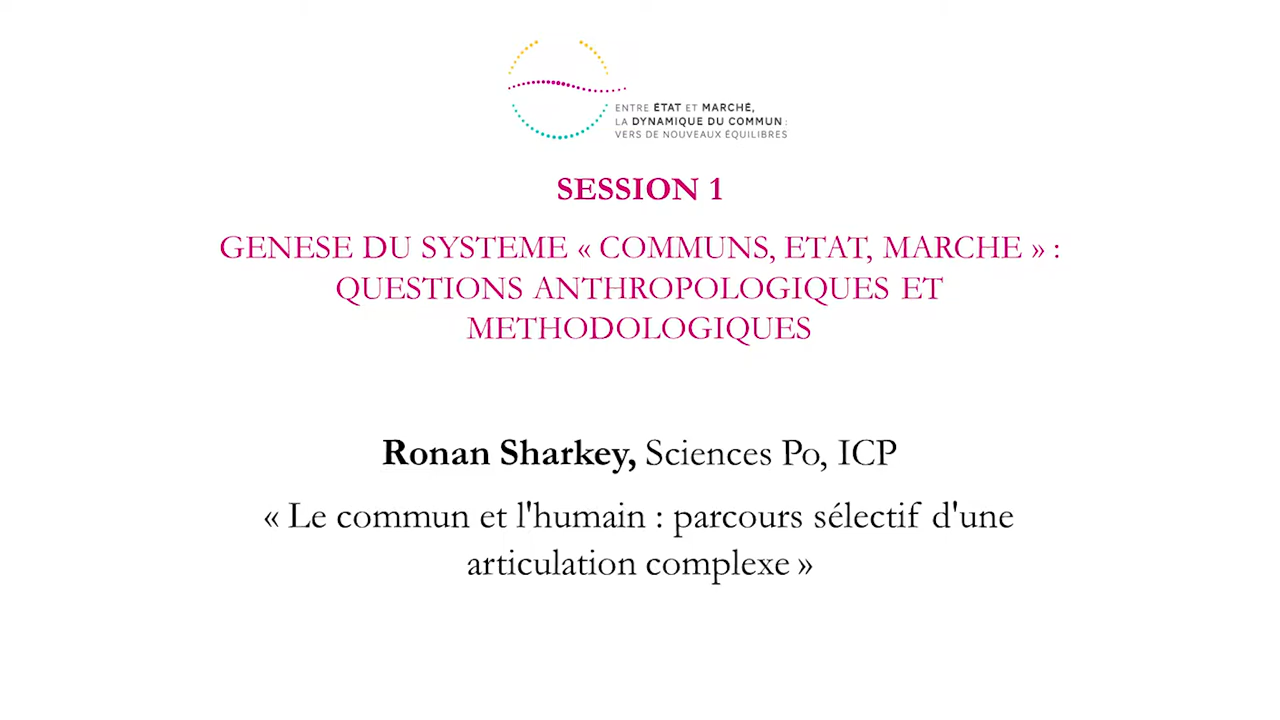 ENTRE ÉTAT ET MARCHÉ,
LA DYNAMIQUE DU COMMUN :
VERS DE NOUVEAUX ÉQUILIBRES
SESSION 1
GENESE DU SYSTEME « COMMUNS, ETAT, MARCHE » :
QUESTIONS ANTHROPOLOGIQUES ET
METHODOLOGIQUES
Ronan Sharkey, Sciences Po, ICP
« Le commun et l'humain : parcours sélectif d'une
articulation complexe »